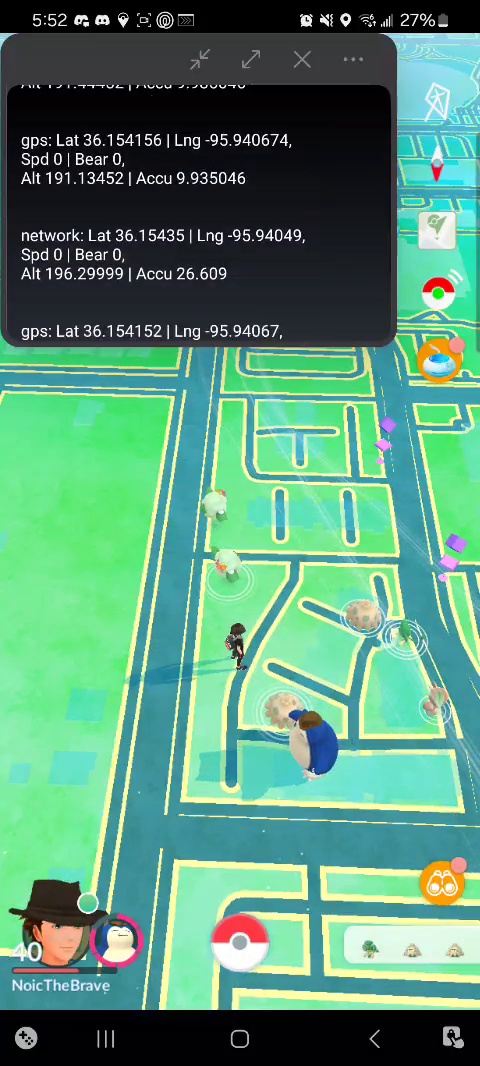 5:52
27%
Alt 191.44452 | Accu 9.936046
gps: Lat 36.154156 | Lng -95.940674,
Spd 0 | Bear 0,
Alt 191.13452 | Accu 9.935046
network: Lat 36.15435 | Lng -95.94049,
Spd 0 | Bear 0,
Alt 196.29999 | Accu 26.609
gps: Lat 36.154152 | Lng -95.94067,
40
NoicTheBrave